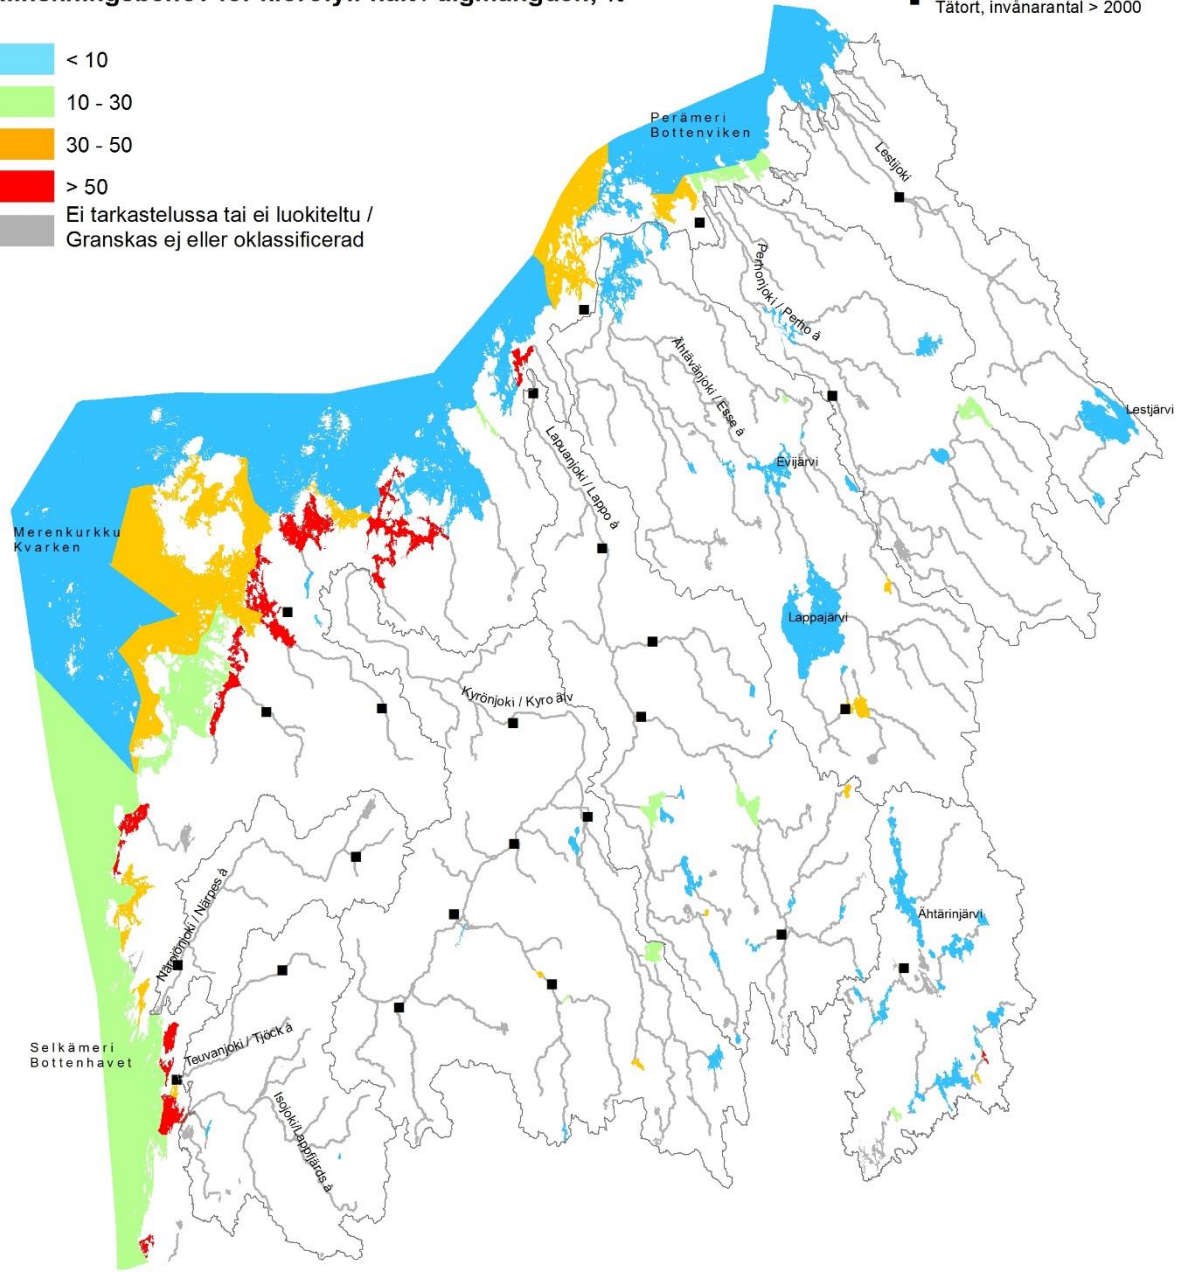 Tätort, invånarantal > 2000
< 10
10 - 30
30 - 50
> 50
Ei tarkastelussa tai ei luokiteltu /
Granskas ej eller oklassificerad
Perämeri
Bottenviken
Lestijoki
Perhonjoki / Perho å
Ähtävänjoki / Esse å
Lestjärvi
Lapuanjoki / Lappo å
Evijärvi
Merenkurkku
Kvarken
Lappajärvi
Kyrönjoki / Kyro älv
Närpiönjoki / Närpes å
Ähtärinjärvi
Selkämeri
Bottenhavet
Teuvanjoki / Tjöck å
Isojoki/Lappfjärds å